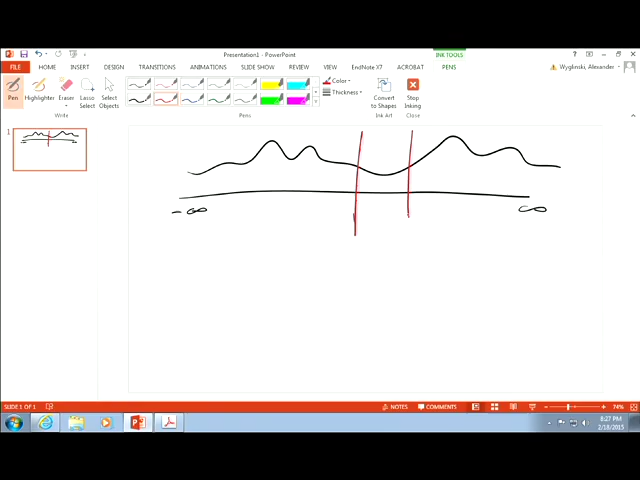 Presentation1 - PowerPoint
INK TOOLS
FILE HOME INSERT DESIGN TRANSITIONS ANIMATIONS SLIDE SHOW REVIEW VIEW EndNote X7 ACROBAT PENS
Wyglinski, Alexander
Pen Highlighter Eraser Lasso Select Select Objects
Color
Thickness
Convert to Shapes Stop Inking
Write Pens Ink Art Close
1
-∞ ∞
SLIDE 1 OF 1 NOTES COMMENTS 74%
8:27 PM
2/18/2015